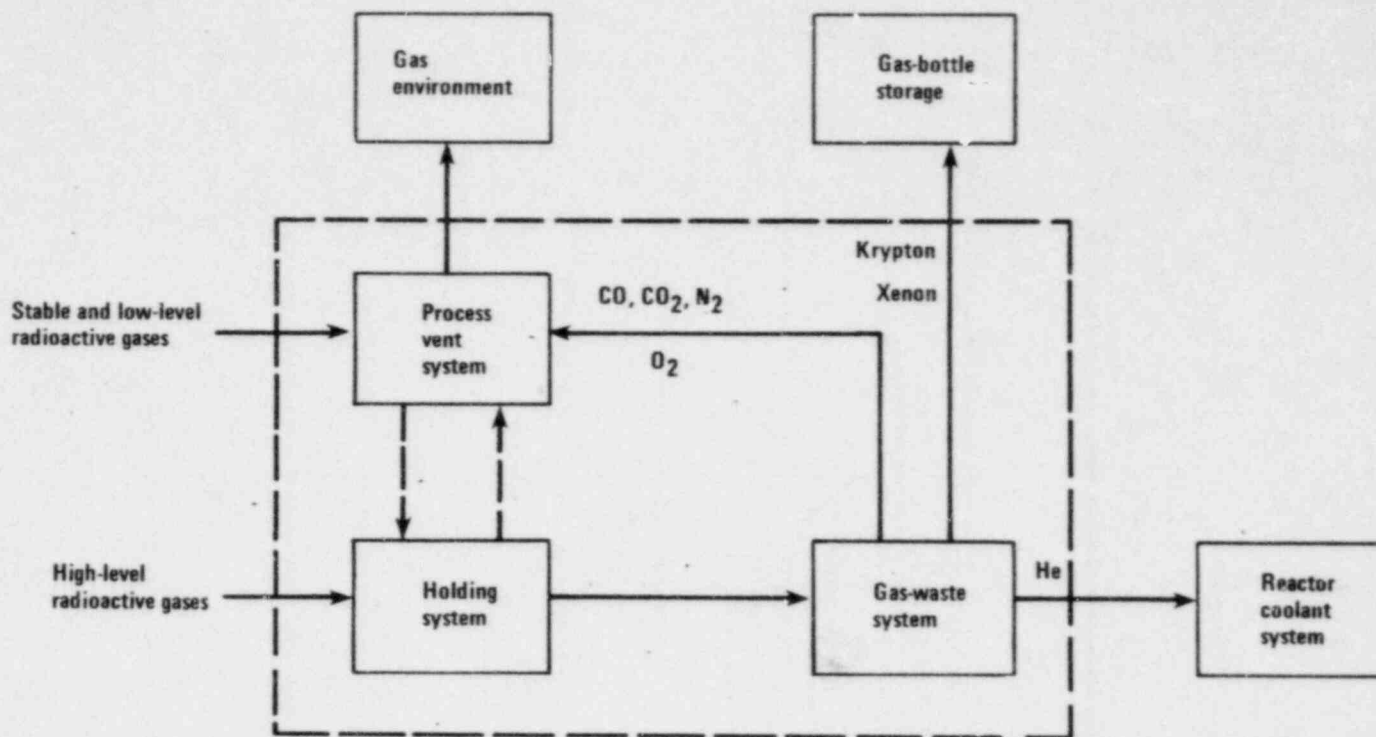 Gas
environment
Gas-bottle
storage
Krypton
Xenon
Stable and low-level
radioactive gases
Process
vent
system
CO, CO2, N2
O2
High-level
radioactive gases
Holding
system
Gas-waste
system
He
Reactor
coolant
system